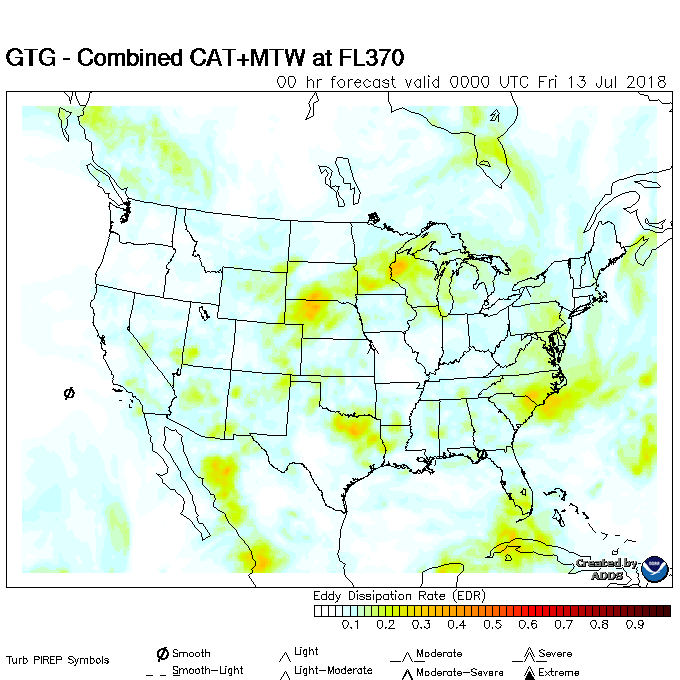 GTG - Combined CAT+MTW at FL370
00 hr forecast valid 0000 UTC Fri 13 Jul 2018
Created by
ADDS
Eddy Dissipation Rate (EDR)
0.1 0.2 0.3 0.4 0.5 0.6 0.7 0.8 0.9
Turb PIREP Symbols
Smooth Light Moderate Severe
Smooth-Light Light-Moderate Moderate-Severe Extreme